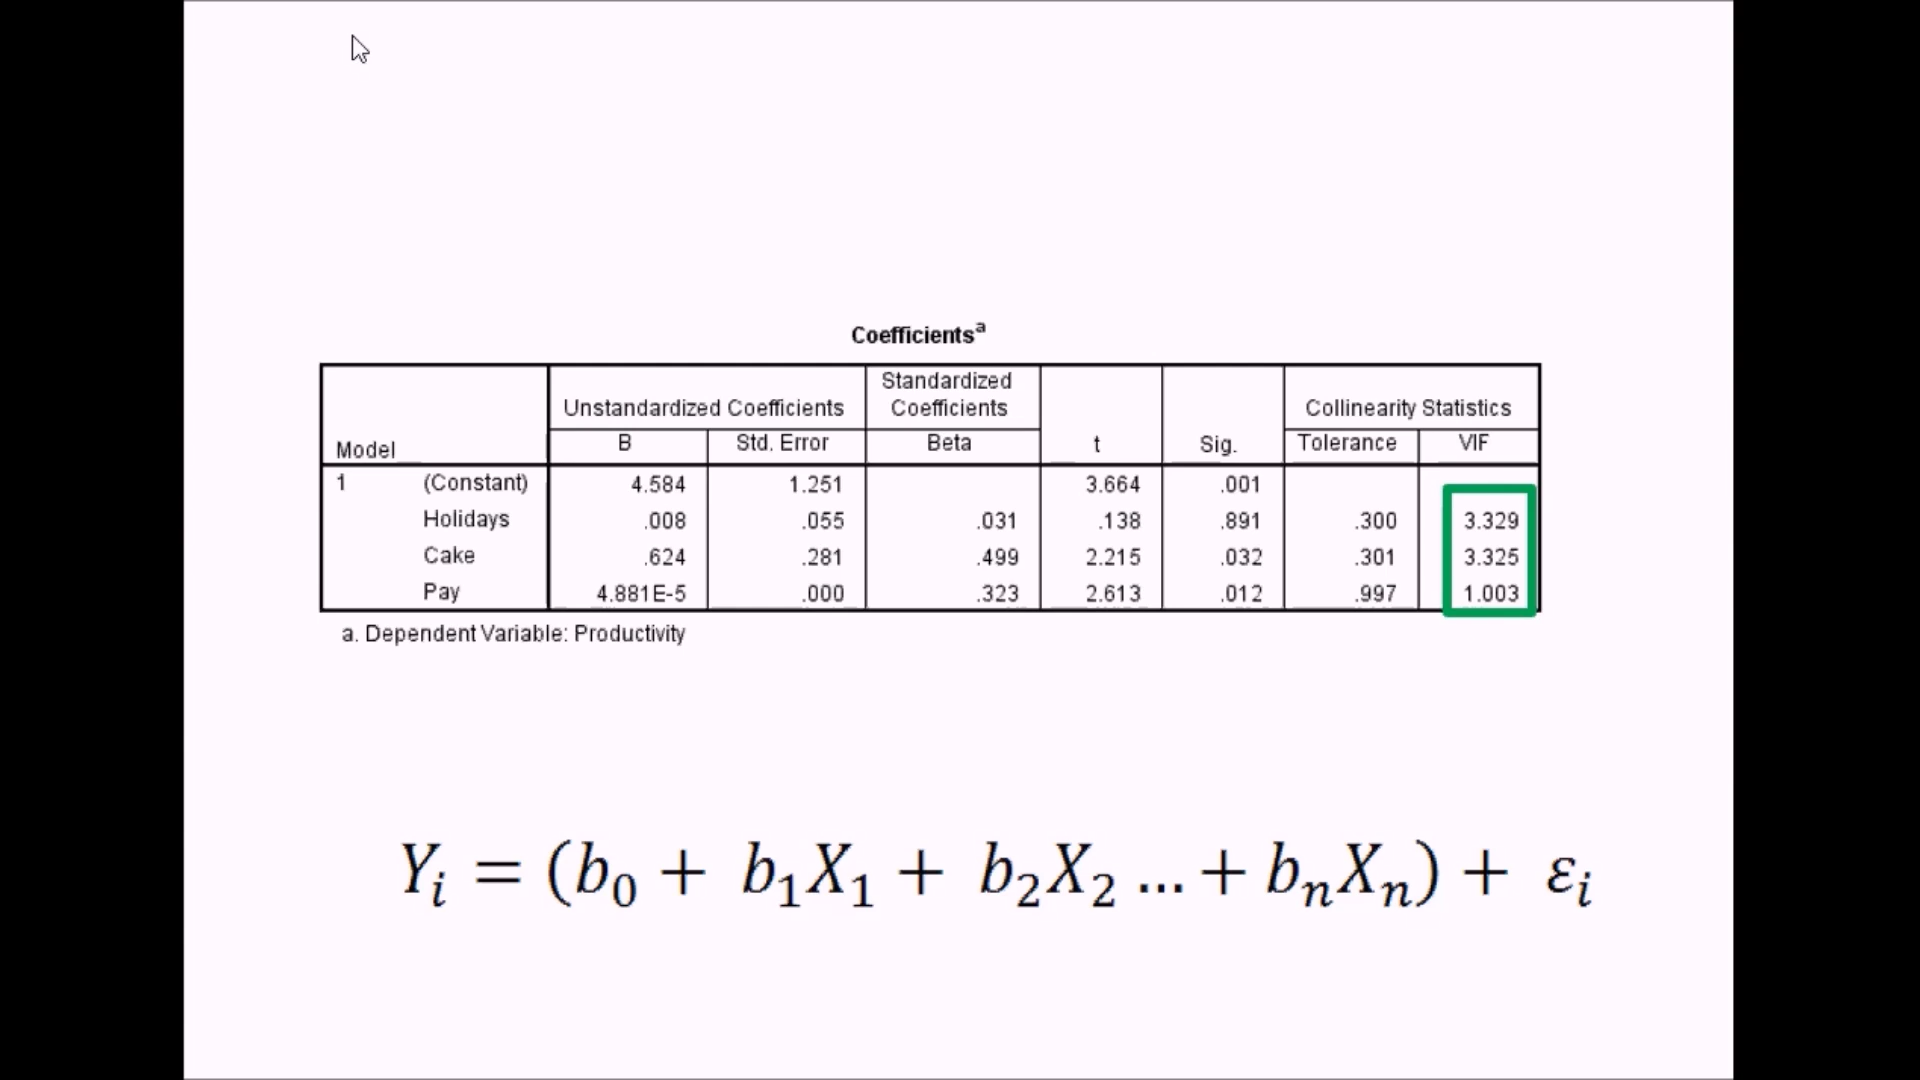 Coefficientsᵃ
Model Unstandardized Coefficients Standardized Coefficients t Sig. Collinearity Statistics
B Std. Error Beta Tolerance VIF
1 (Constant) 4.584 1.251 3.664 .001
Holidays .008 .055 .031 .138 .891 .300 3.329
Cake .624 .281 .499 2.215 .032 .301 3.325
Pay 4.881E-5 .000 .323 2.613 .012 .997 1.003
a. Dependent Variable: Productivity
Yᵢ = (b₀ + b₁X₁ + b₂X₂ ... + bₙXₙ) + εᵢ